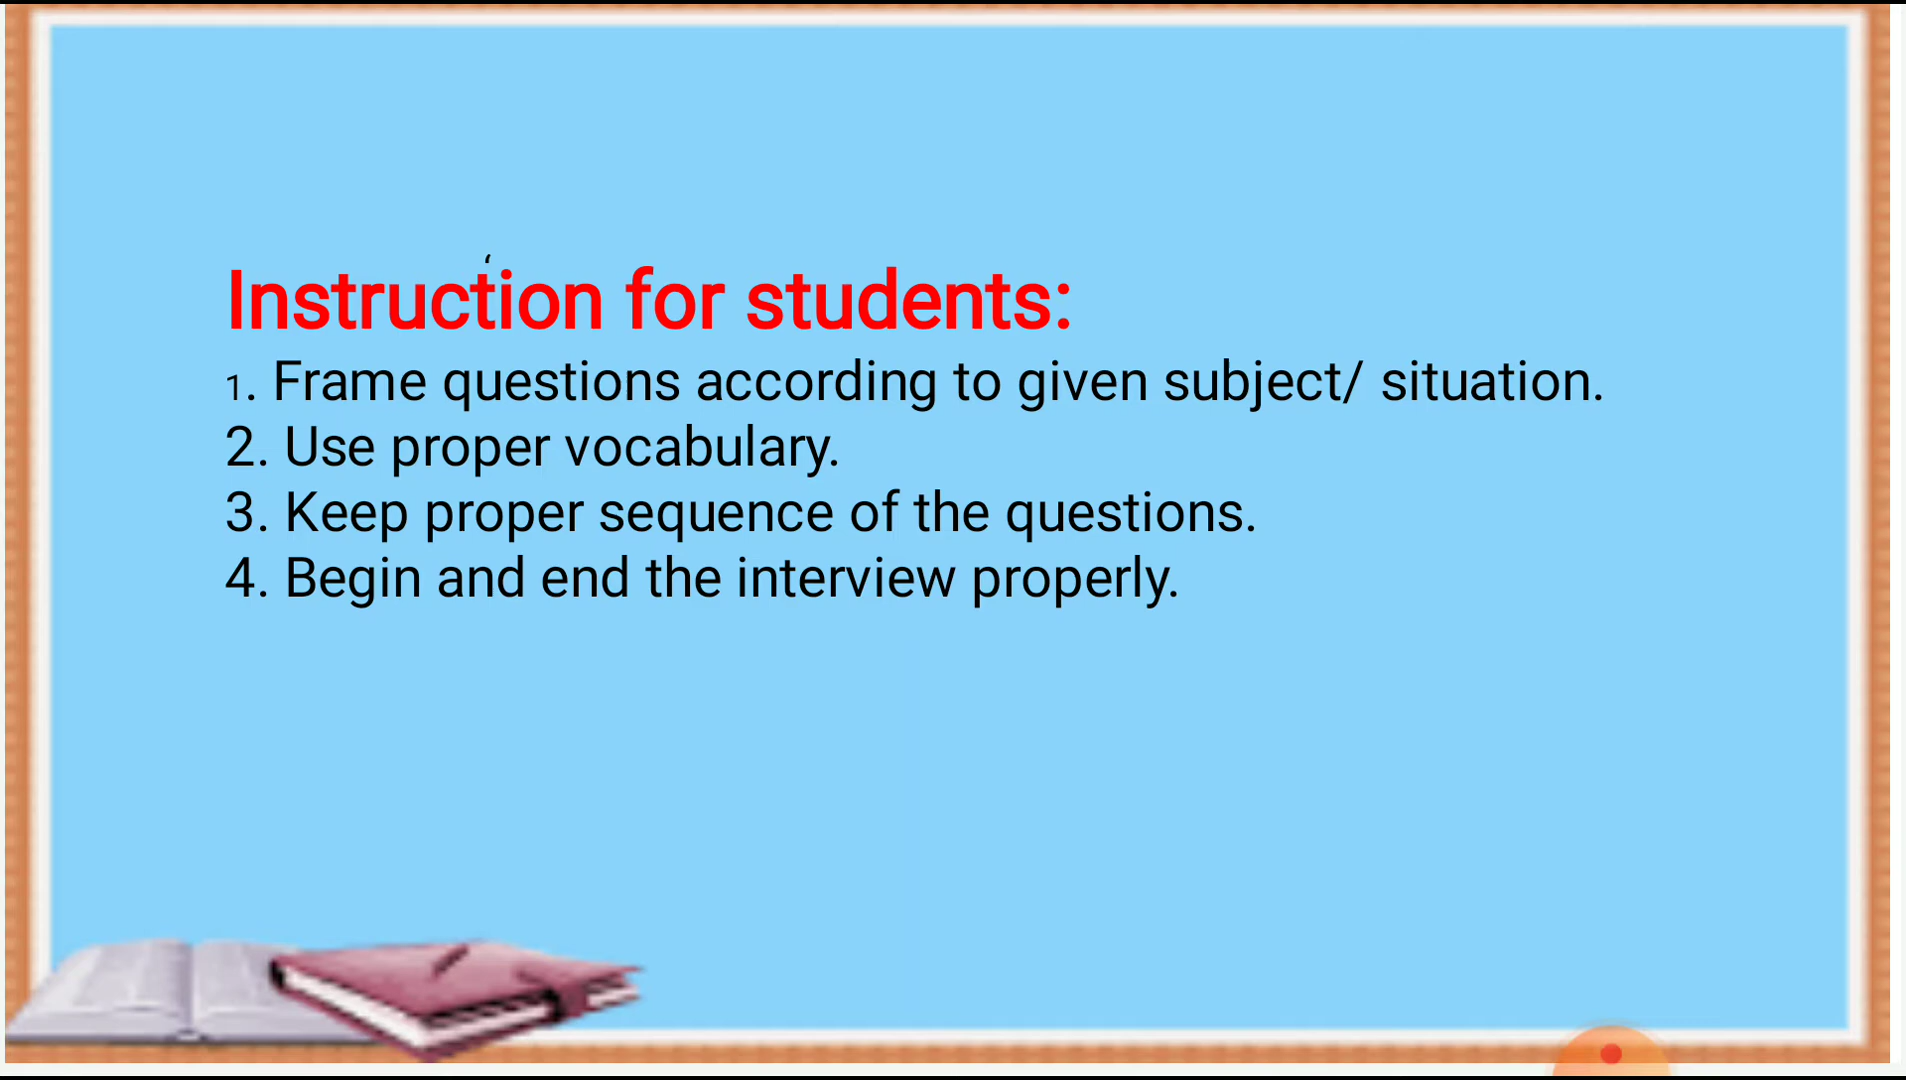 Instruction for students:
1. Frame questions according to given subject/ situation.
2. Use proper vocabulary.
3. Keep proper sequence of the questions.
4. Begin and end the interview properly.